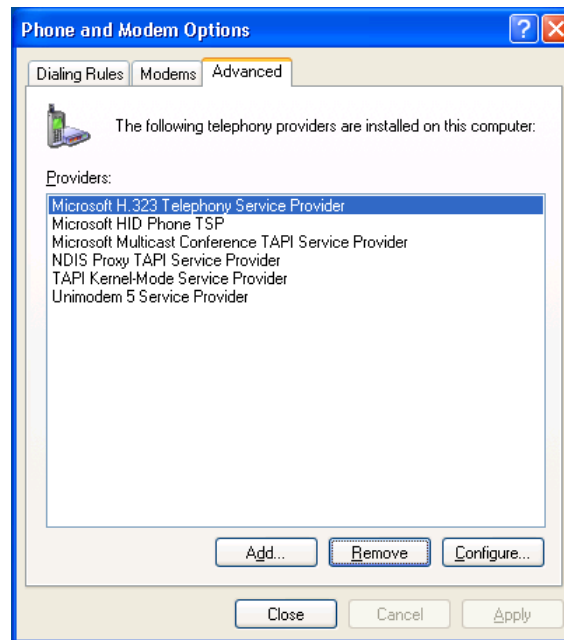 Phone and Modem Options
Dialing Rules Modems Advanced
The following telephony providers are installed on this computer:
Providers:
Microsoft H.323 Telephony Service Provider
Microsoft HID Phone TSP
Microsoft Multicast Conference TAPI Service Provider
NDIS Proxy TAPI Service Provider
TAPI Kernel-Mode Service Provider
Unimodem 5 Service Provider
Add... Remove Configure...
Close Cancel Apply